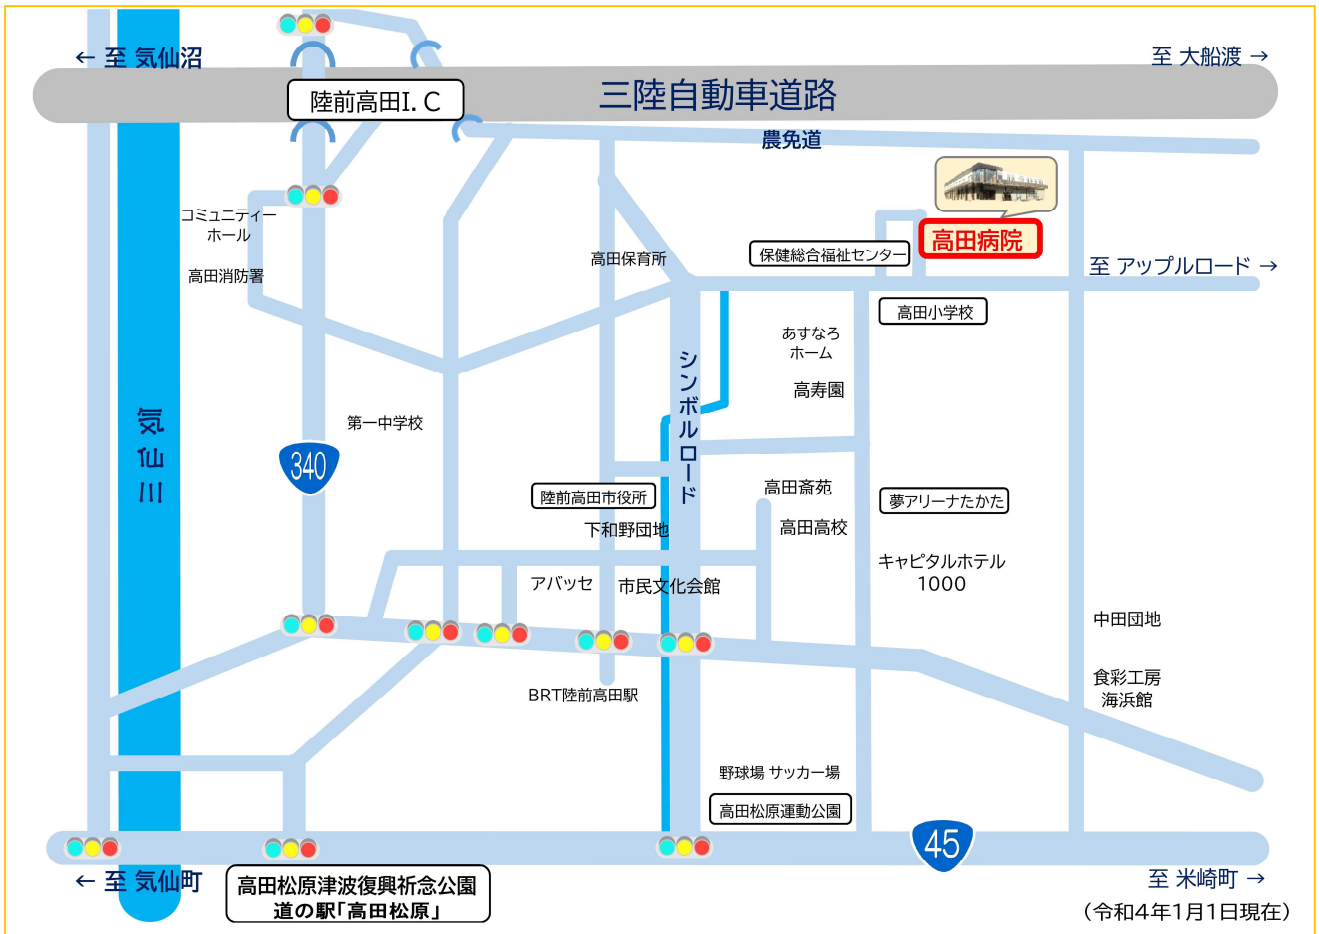 ← 至 気仙沼
至 大船渡 →
陸前高田I.C
三陸自動車道路
農免道
コミュニティー
ホール
高田消防署
高田保育所
保健総合福祉センター
高田病院
至 アップルロード →
高田小学校
あすなろ
ホーム
高寿園
シンボルロード
気仙川
第一中学校
340
陸前高田市役所
高田斎苑
夢アリーナたかた
下和野団地
高田高校
アバッセ
市民文化会館
キャピタルホテル
1000
中田団地
BRT陸前高田駅
食彩工房
海浜館
野球場 サッカー場
高田松原運動公園
45
← 至 気仙町
高田松原津波復興祈念公園
道の駅「高田松原」
至 米崎町 →
（令和4年1月1日現在）